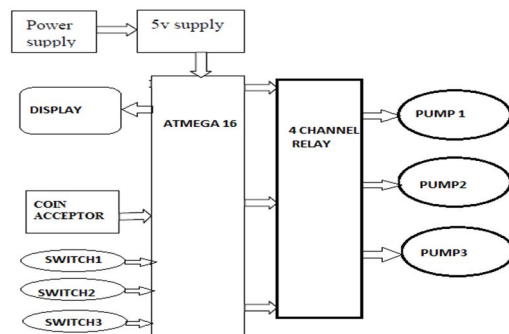 Power
supply
5v supply
DISPLAY
ATMEGA 16
4 CHANNEL
RELAY
PUMP 1
PUMP2
PUMP3
COIN
ACCEPTOR
SWITCH1
SWITCH2
SWITCH3